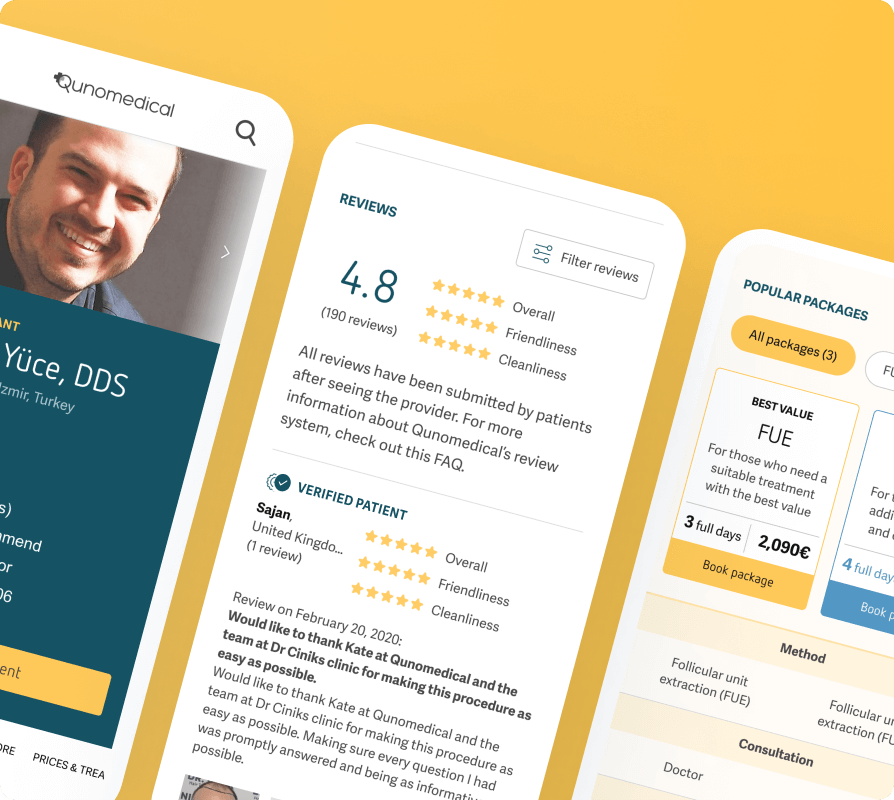 Qunomedical
ANT
Yüce, DDS
Izmir, Turkey
s)
mmend
or
06
ent
ORE
PRICES & TREA
REVIEWS
Filter reviews
4.8
(190 reviews)
Overall
Friendliness
Cleanliness
All reviews have been submitted by patients
after seeing the provider. For more
information about Qunomedical's review
system, check out this FAQ.
VERIFIED PATIENT
Sajan,
United Kingdo...
(1 review)
Overall
Friendliness
Cleanliness
Review on February 20, 2020:
Would like to thank Kate at Qunomedical and the
team at Dr Ciniks clinic for making this procedure as
easy as possible.
Would like to thank Kate at Qunomedical and the
team at Dr Ciniks clinic for making this procedure as
easy as possible. Making sure every question I had
was promptly answered and being as informati
possible.
POPULAR PACKAGES
All packages (3)
FU
BEST VALUE
FUE
For those who need a
suitable treatment
with the best value
3 full days
2,090€
Book package
For t
addi
and
4 full day
Book p
Method
Follicular unit
extraction (FUE)
Follicular un
extraction (FU
Consultation
Doctor